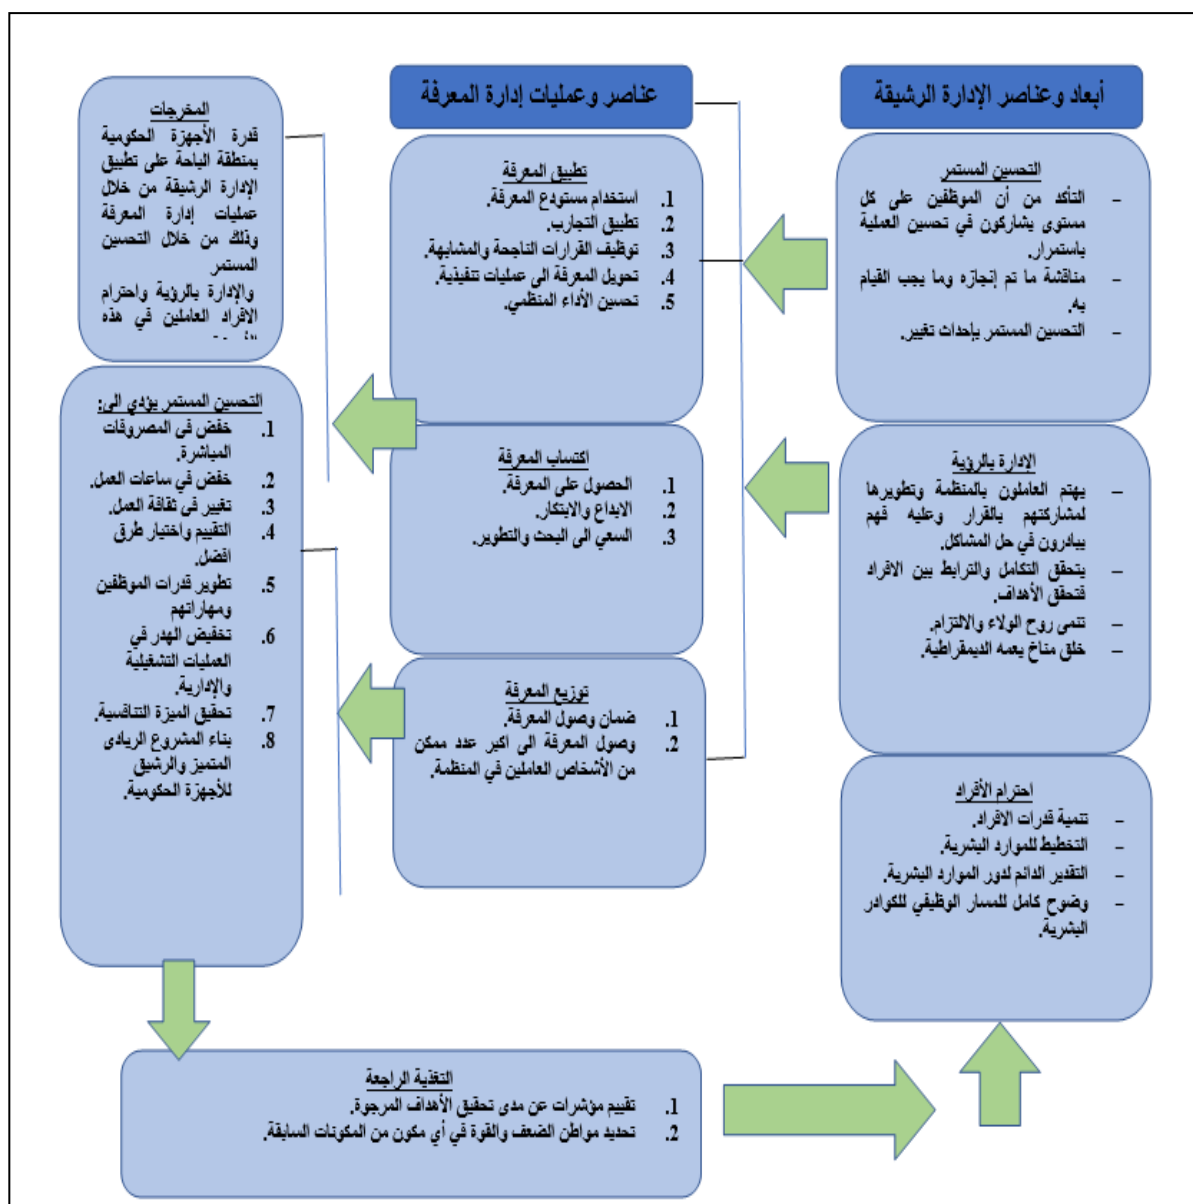 أبعاد وعناصر الإدارة الرشيقة
التحسين المستمر
- التأكد من أن الموظفين على كل
مستوى يشاركون في تحسين العملية
باستمرار.
- مناقشة ما تم إنجازه وما يجب القيام
به.
- التحسين المستمر بإحداث تغيير.
الإدارة بالرؤية
- يهتم العاملون بالمنظمة وتطويرها
لمشاركتهم بالقرار وعليه فهم
يبادرون في حل المشاكل.
- يتحقق التكامل والترابط بين الافراد
فتحقق الأهداف.
- تنمى روح الولاء والالتزام.
- خلق مناخ يعمه الديمقراطية.
احترام الأفراد
- تنمية قدرات الافراد.
- التخطيط للموارد البشرية.
- التقدير الدائم لدور الموارد البشرية.
- وضوح كامل للمسار الوظيفي للكوادر
البشرية.
عناصر وعمليات إدارة المعرفة
تطبيق المعرفة
1. استخدام مستودع المعرفة.
2. تطبيق التجارب.
3. توظيف القرارات الناجحة والمشابهة.
4. تحويل المعرفة الى عمليات تنفيذية.
5. تحسين الأداء المنظمي.
اكتساب المعرفة
1. الحصول على المعرفة.
2. الابداع والابتكار.
3. السعي الى البحث والتطوير.
توزيع المعرفة
1. ضمان وصول المعرفة.
2. وصول المعرفة الى اكبر عدد ممكن
من الأشخاص العاملين في المنظمة.
المخرجات
قدرة الأجهزة الحكومية
بمنطقة الباحة على تطبيق
الإدارة الرشيقة من خلال
عمليات إدارة المعرفة
وذلك من خلال التحسين
المستمر
والإدارة بالرؤية واحترام
الافراد العاملين في هذه
التحسين المستمر يؤدي الى:
1. خفض في المصروفات
المباشرة.
2. خفض في ساعات العمل.
3. تغيير في ثقافة العمل.
4. التقييم واختيار طرق
افضل.
5. تطوير قدرات الموظفين
ومهاراتهم
6. تخفيض الهدر في
العمليات التشغيلية
والإدارية.
7. تحقيق الميزة التنافسية.
8. بناء المشروع الريادى
المتميز والرشيق
للأجهزة الحكومية.
التغذية الراجعة
1. تقييم مؤشرات عن مدى تحقيق الأهداف المرجوة.
2. تحديد مواطن الضعف والقوة في أي مكون من المكونات السابقة.